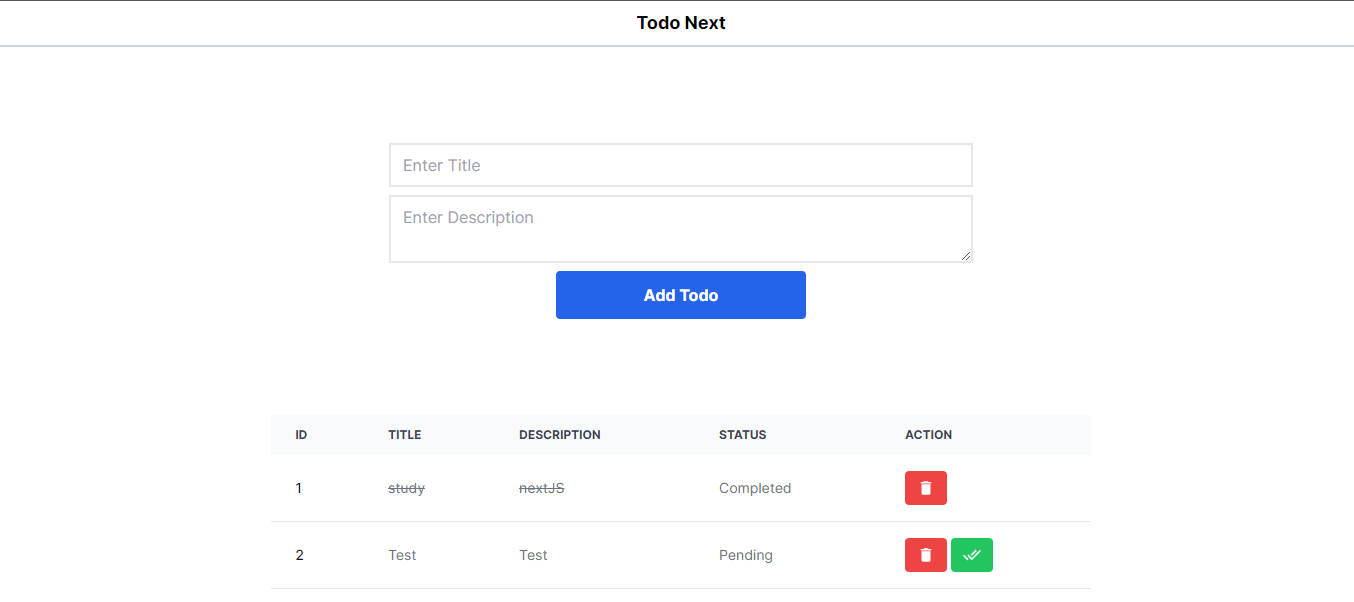 Todo Next
Enter Title
Enter Description
Add Todo
ID TITLE DESCRIPTION STATUS ACTION
1 study nextJS Completed
2 Test Test Pending